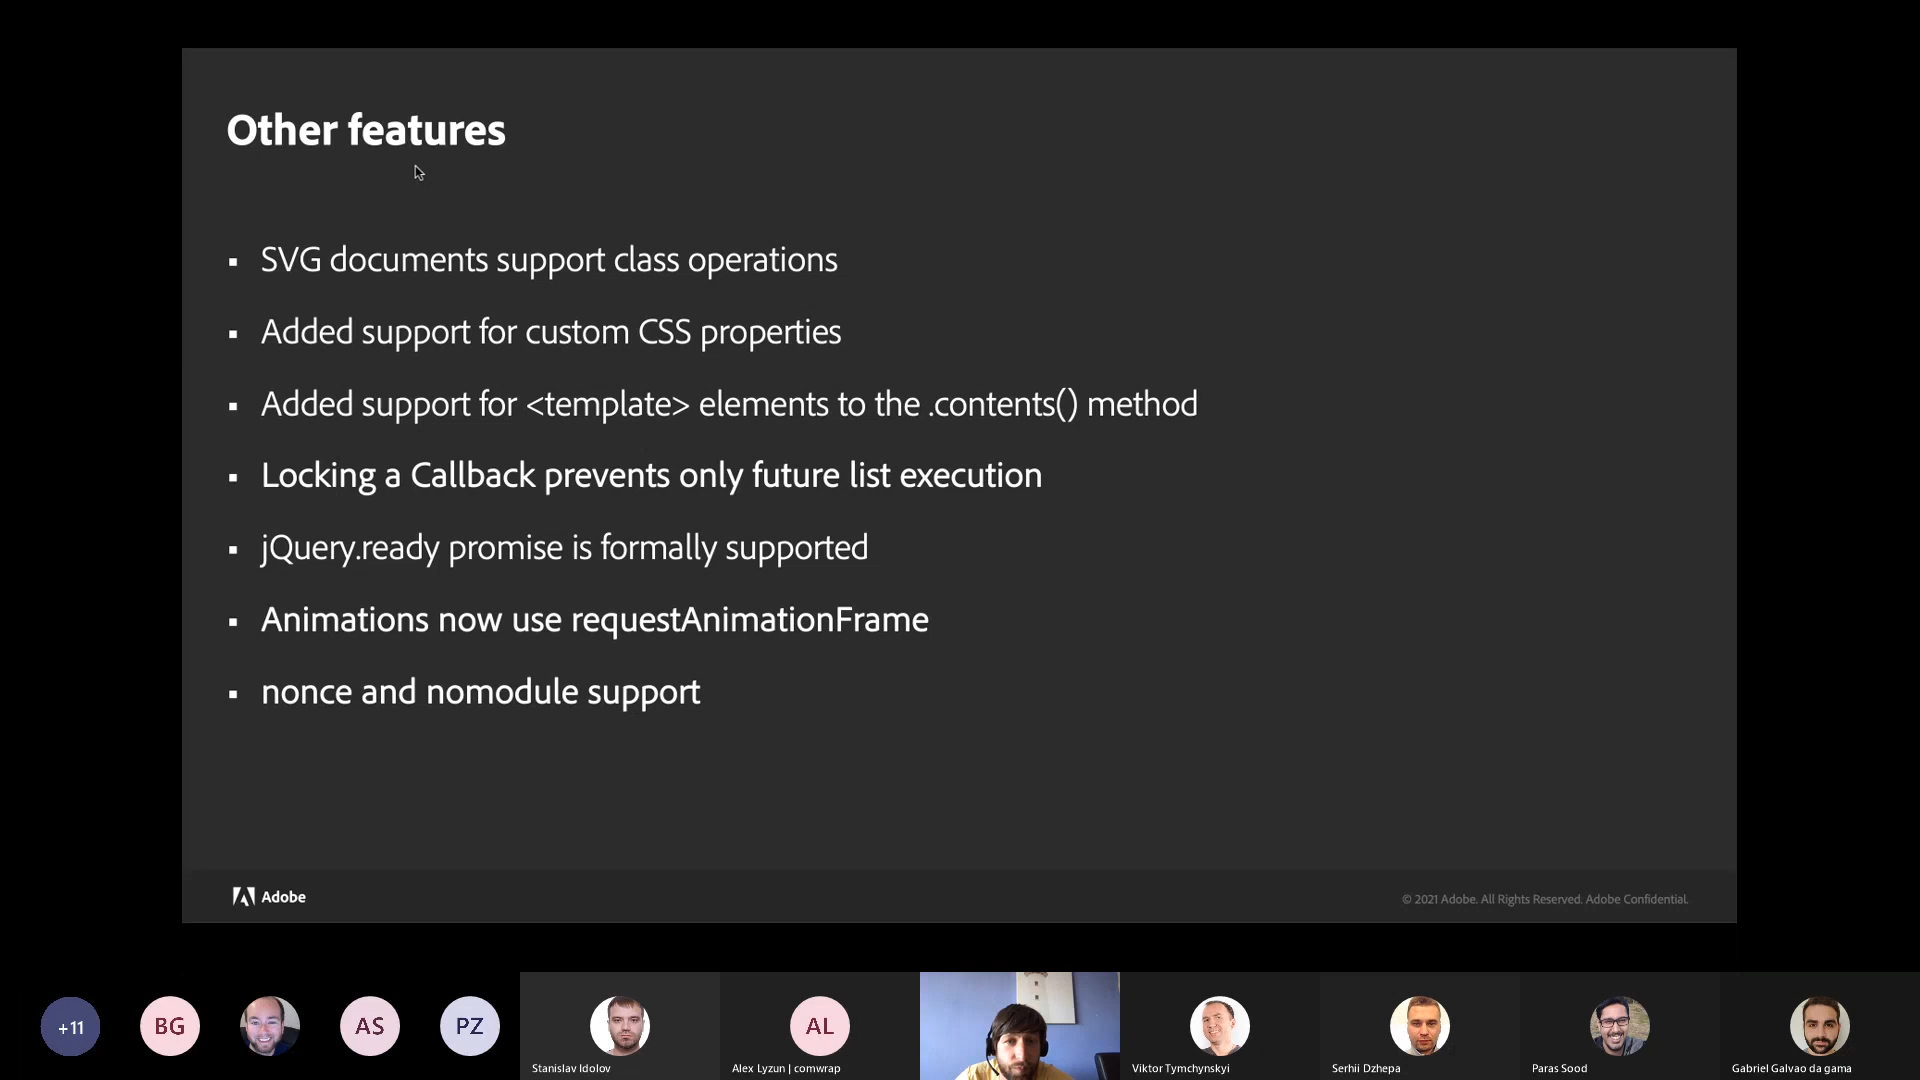 Other features
▪ SVG documents support class operations
▪ Added support for custom CSS properties
▪ Added support for <template> elements to the .contents() method
▪ Locking a Callback prevents only future list execution
▪ jQuery.ready promise is formally supported
▪ Animations now use requestAnimationFrame
▪ nonce and nomodule support
Adobe
© 2021 Adobe. All Rights Reserved. Adobe Confidential.
+11
BG
AS
PZ
AL
Stanislav Idolov
Alex Lyzun | comwrap
Viktor Tymchynskyi
Serhii Dzhepa
Paras Sood
Gabriel Galvao da gama